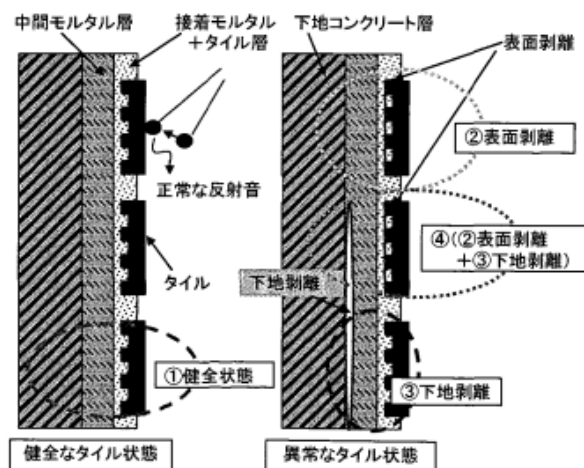 中間モルタル層
接着モルタル
＋タイル層
正常な反射音
タイル
①健全状態
健全なタイル状態
下地コンクリート層
表面剥離
②表面剥離
④(②表面剥離
＋③下地剥離)
下地剥離
③下地剥離
異常なタイル状態